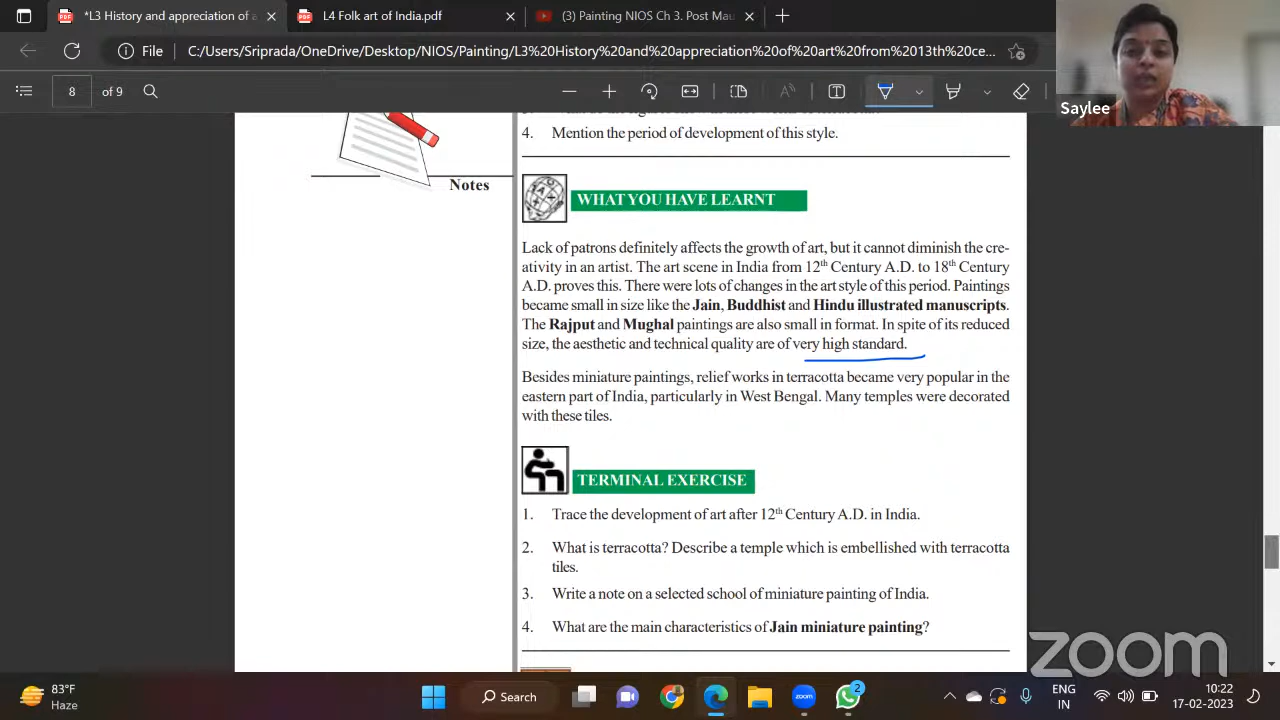 *L3 History and appreciation of a
L4 Folk art of India.pdf
(3) Painting NIOS Ch 3. Post Mau
File
C:/Users/Sriprada/OneDrive/Desktop/NIOS/Painting/L3%20History%20and%20appreciation%20of%20art%20from%2013th%20ce...
8 of 9
Saylee
4. Mention the period of development of this style.
Notes
WHAT YOU HAVE LEARNT
Lack of patrons definitely affects the growth of art, but it cannot diminish the cre-
ativity in an artist. The art scene in India from 12th Century A.D. to 18th Century
A.D. proves this. There were lots of changes in the art style of this period. Paintings
became small in size like the Jain, Buddhist and Hindu illustrated manuscripts.
The Rajput and Mughal paintings are also small in format. In spite of its reduced
size, the aesthetic and technical quality are of very high standard.
Besides miniature paintings, relief works in terracotta became very popular in the
eastern part of India, particularly in West Bengal. Many temples were decorated
with these tiles.
TERMINAL EXERCISE
1. Trace the development of art after 12th Century A.D. in India.
2. What is terracotta? Describe a temple which is embellished with terracotta
tiles.
3. Write a note on a selected school of miniature painting of India.
4. What are the main characteristics of Jain miniature painting?
zoom
83°F
Haze
Search
zoom
2
ENG
IN
10:22
17-02-2023